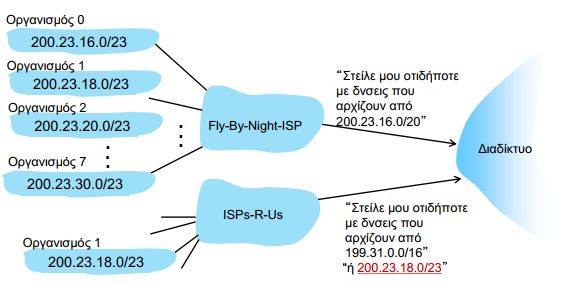 Οργανισμός 0
200.23.16.0/23
Οργανισμός 1
200.23.18.0/23
Οργανισμός 2
200.23.20.0/23
Οργανισμός 7
200.23.30.0/23
Fly-By-Night-ISP
“Στείλε μου οτιδήποτε
με δνσεις που
αρχίζουν από
200.23.16.0/20”
Διαδίκτυο
ISPs-R-Us
Οργανισμός 1
200.23.18.0/23
“Στείλε μου οτιδήποτε
με δνσεις που
αρχίζουν από
199.31.0.0/16”
“ή 200.23.18.0/23”